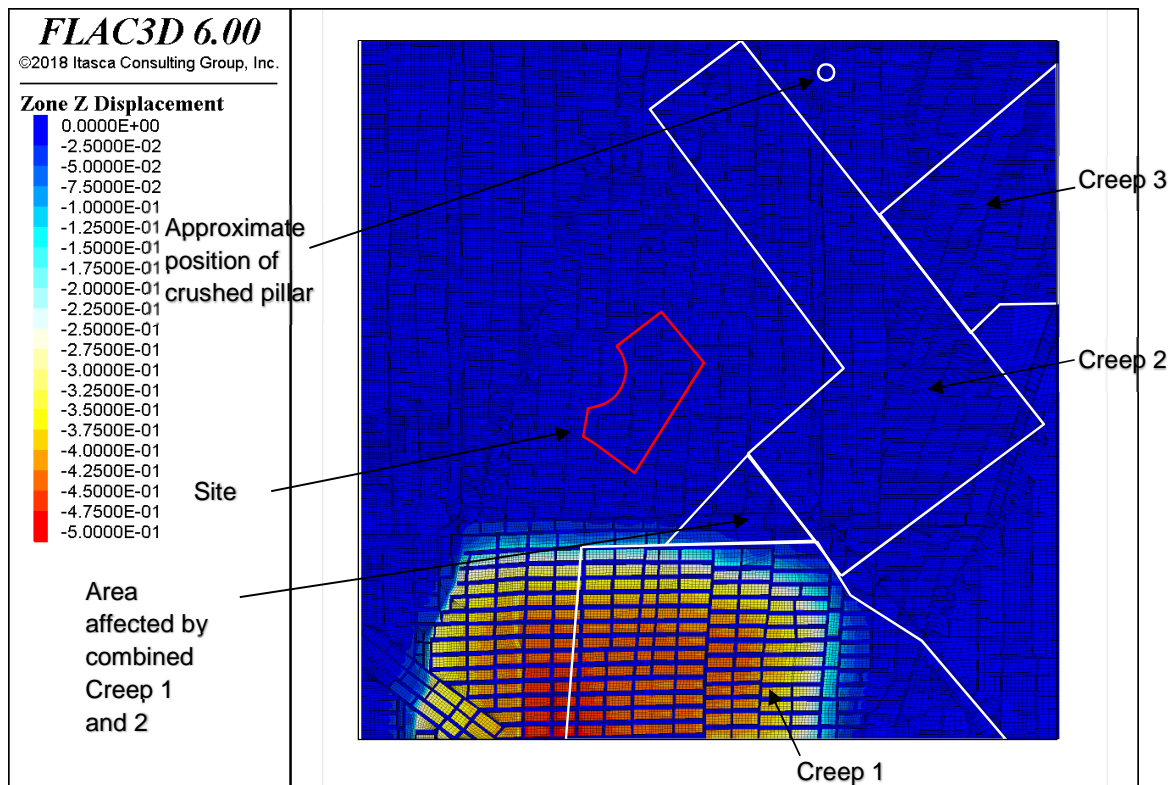 FLAC3D 6.00
©2018 Itasca Consulting Group, Inc.
Zone Z Displacement
0.0000E+00
-2.5000E-02
-5.0000E-02
-7.5000E-02
-1.0000E-01
-1.2500E-01
-1.5000E-01
-1.7500E-01
-2.0000E-01
-2.2500E-01
-2.5000E-01
-2.7500E-01
-3.0000E-01
-3.2500E-01
-3.5000E-01
-3.7500E-01
-4.0000E-01
-4.2500E-01
-4.5000E-01
-4.7500E-01
-5.0000E-01
Approximate
position of
crushed pillar
Site
Area
affected by
combined
Creep 1
and 2
Creep 3
Creep 2
Creep 1